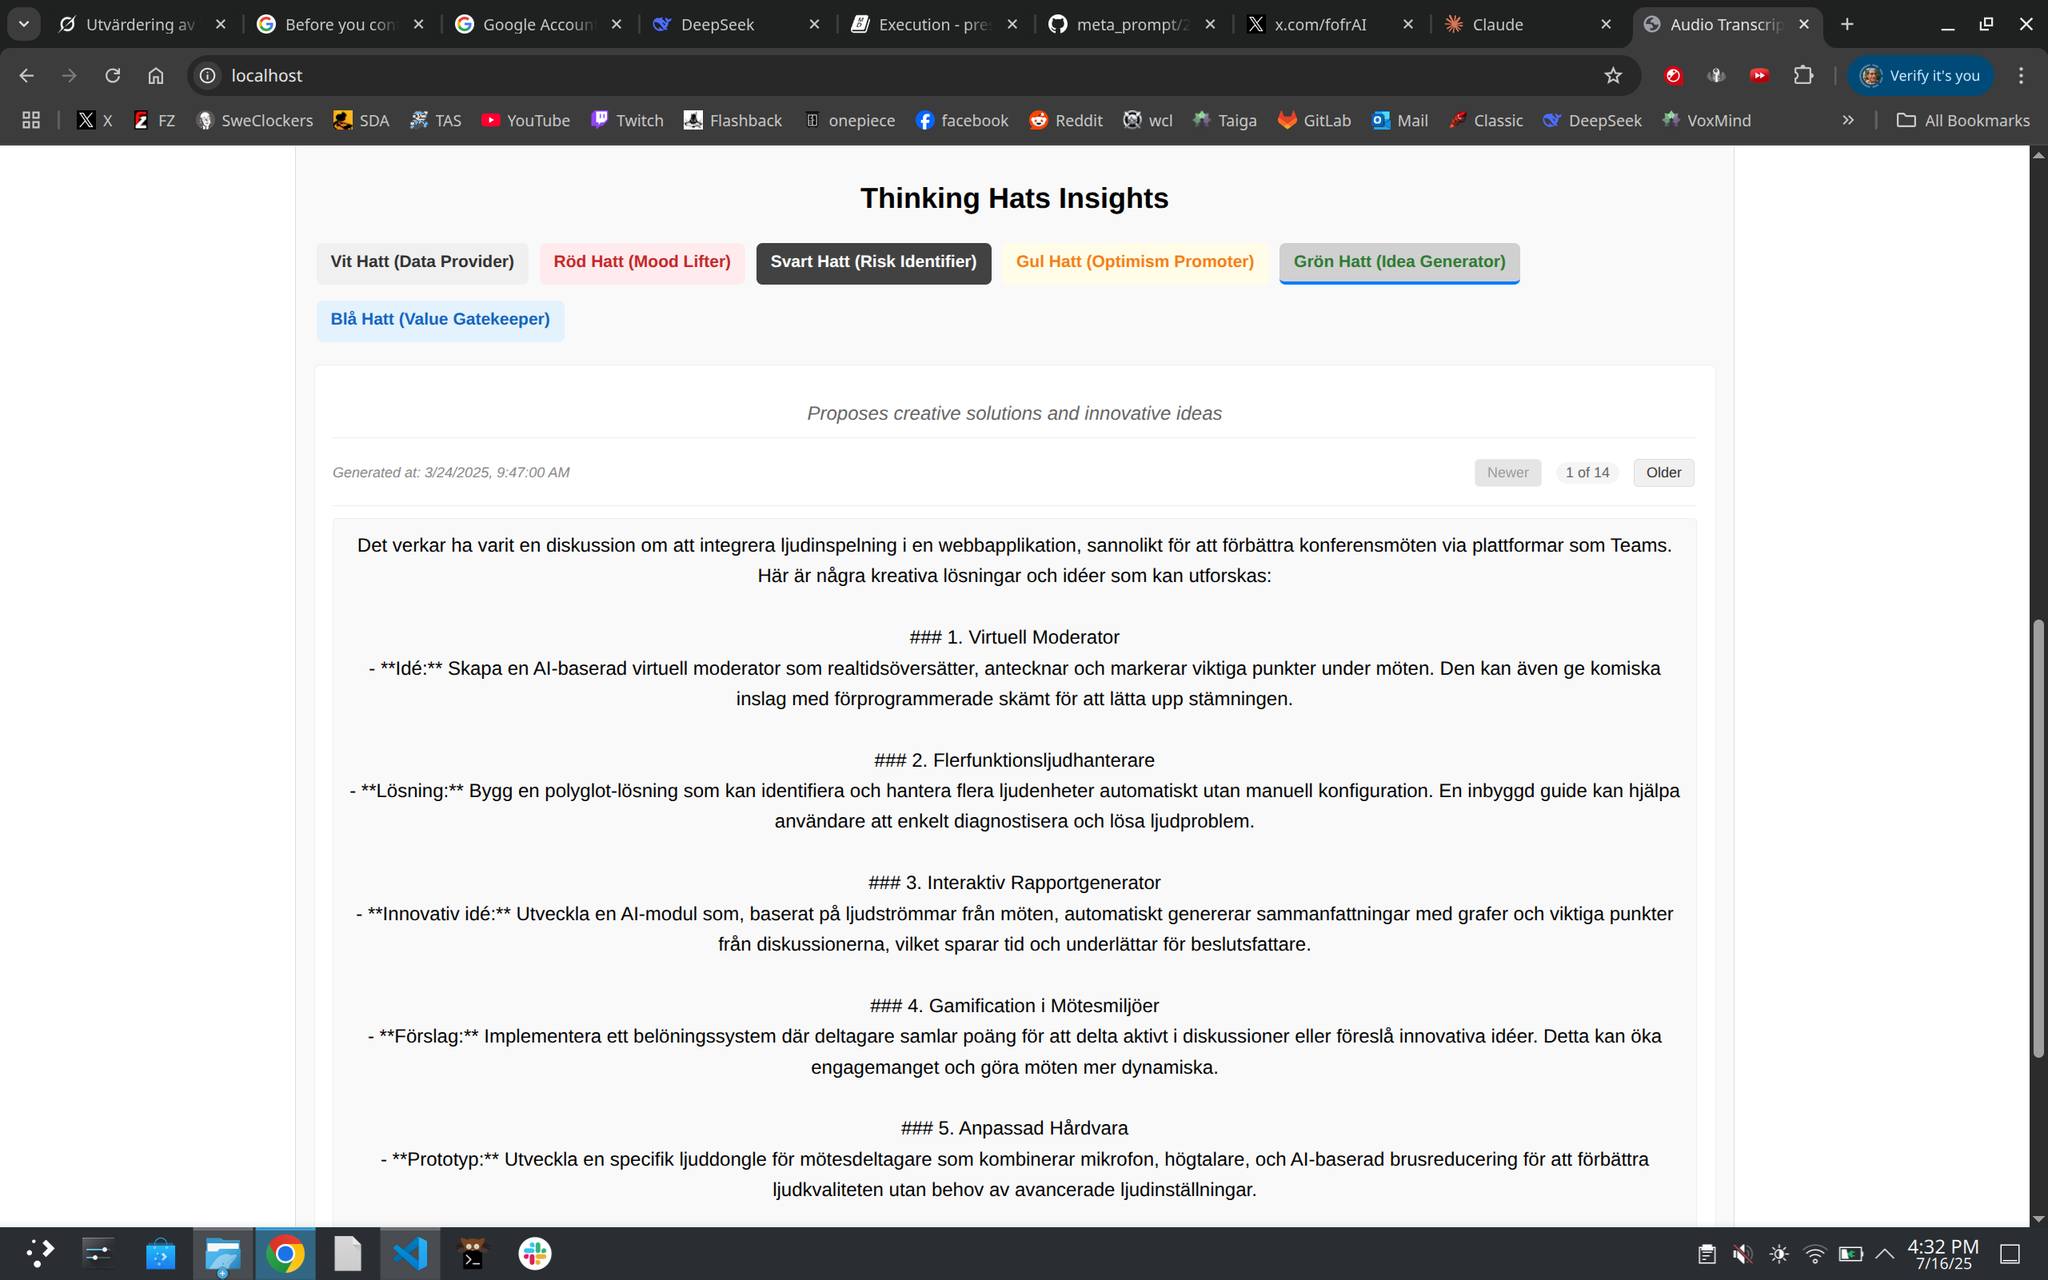 Utvärdering av
Before you con
Google Accoun
DeepSeek
Execution - pre
meta_prompt/2
x.com/fofrAI
Claude
Audio Transcrip
localhost
Verify it's you
X
FZ
SweClockers
SDA
TAS
YouTube
Twitch
Flashback
onepiece
facebook
Reddit
wcl
Taiga
GitLab
Mail
Classic
DeepSeek
VoxMind
All Bookmarks
Thinking Hats Insights
Vit Hatt (Data Provider)
Röd Hatt (Mood Lifter)
Svart Hatt (Risk Identifier)
Gul Hatt (Optimism Promoter)
Grön Hatt (Idea Generator)
Blå Hatt (Value Gatekeeper)
Proposes creative solutions and innovative ideas
Generated at: 3/24/2025, 9:47:00 AM
Newer
1 of 14
Older
Det verkar ha varit en diskussion om att integrera ljudinspelning i en webbapplikation, sannolikt för att förbättra konferensmöten via plattformar som Teams.
Här är några kreativa lösningar och idéer som kan utforskas:
### 1. Virtuell Moderator
- **Idé:** Skapa en AI-baserad virtuell moderator som realtidsöversätter, antecknar och markerar viktiga punkter under möten. Den kan även ge komiska
inslag med förprogrammerade skämt för att lätta upp stämningen.
### 2. Flerfunktionsljudhanterare
- **Lösning:** Bygg en polyglot-lösning som kan identifiera och hantera flera ljudenheter automatiskt utan manuell konfiguration. En inbyggd guide kan hjälpa
användare att enkelt diagnostisera och lösa ljudproblem.
### 3. Interaktiv Rapportgenerator
- **Innovativ idé:** Utveckla en AI-modul som, baserat på ljudströmmar från möten, automatiskt genererar sammanfattningar med grafer och viktiga punkter
från diskussionerna, vilket sparar tid och underlättar för beslutsfattare.
### 4. Gamification i Mötesmiljöer
- **Förslag:** Implementera ett belöningssystem där deltagare samlar poäng för att delta aktivt i diskussioner eller föreslå innovativa idéer. Detta kan öka
engagemanget och göra möten mer dynamiska.
### 5. Anpassad Hårdvara
- **Prototyp:** Utveckla en specifik ljuddongle för mötesdeltagare som kombinerar mikrofon, högtalare, och AI-baserad brusreducering för att förbättra
ljudkvaliteten utan behov av avancerade ljudinställningar.
4:32 PM
7/16/25